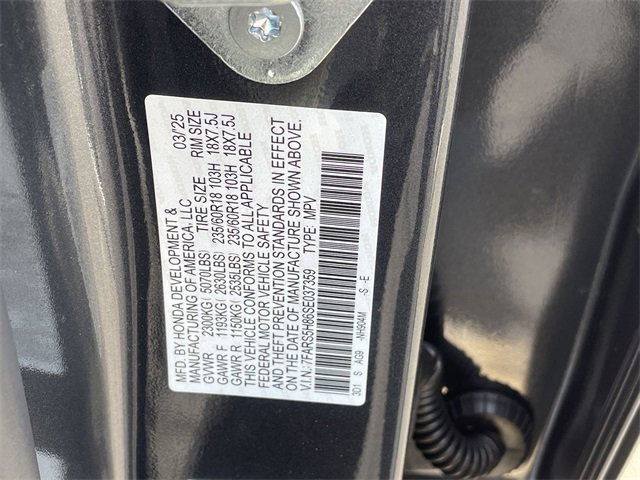 MFD. BY HONDA DEVELOPMENT &
MANUFACTURING OF AMERICA, LLC 03/'25
GVWR 2300KG( 5070LBS) TIRE SIZE RIM SIZE
GAWR F 1193KG( 2630LBS) 235/60R18 103H 18X7.5J
GAWR R 1150KG( 2535LBS) 235/60R18 103H 18X7.5J
THIS VEHICLE CONFORMS TO ALL APPLICABLE
FEDERAL MOTOR VEHICLE SAFETY
AND THEFT PREVENTION STANDARDS IN EFFECT
ON THE DATE OF MANUFACTURE SHOWN ABOVE.
V.I.N.: 7FARS5H86SE037359 TYPE: MPV
3D1 S AG9 -NH904M -S -E